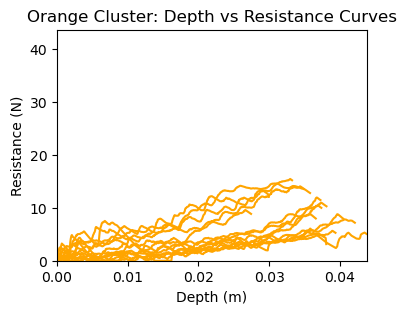 Orange Cluster: Depth vs Resistance Curves
Resistance (N)
40
30
20
10
0
0.00 0.01 0.02 0.03 0.04
Depth (m)